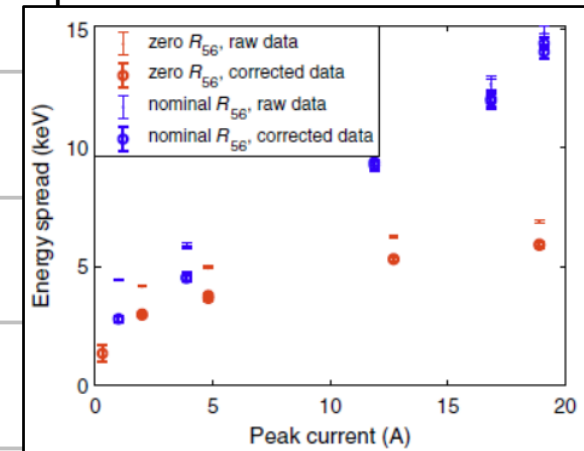 15
10
5
0
Energy spread (keV)
zero R56, raw data
zero R56, corrected data
nominal R56, raw data
nominal R56, corrected data
0 5 10 15 20
Peak current (A)